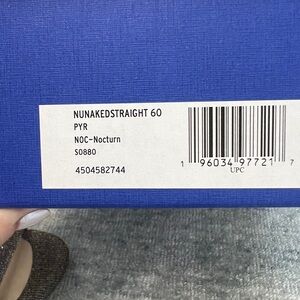 NUNAKEDSTRAIGHT 60
PYR
NOC-Nocturn
S0880
4504582744
1 96034 97721 7
UPC